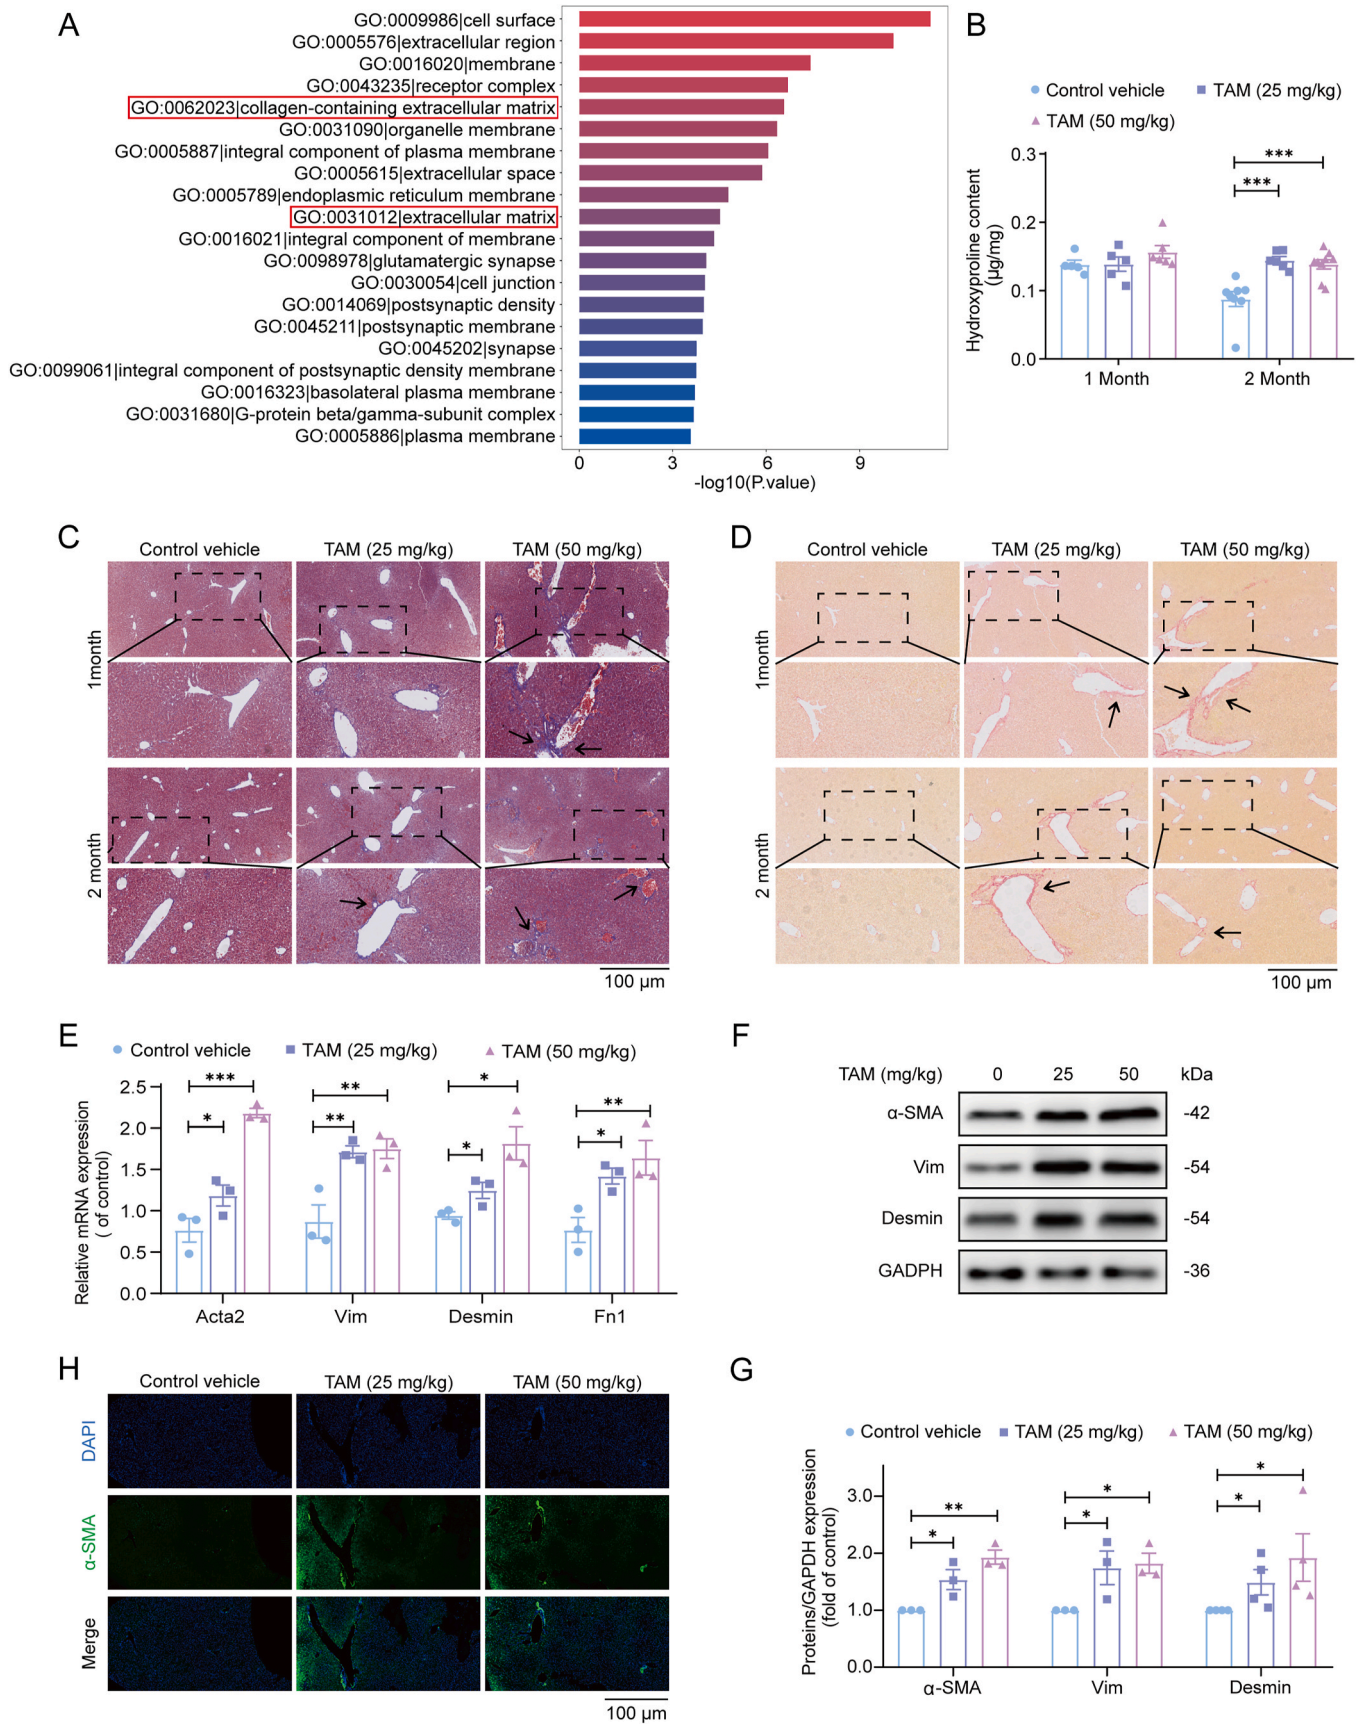 A
GO:0009986|cell surface
GO:0005576|extracellular region
GO:0016020|membrane
GO:0043235|receptor complex
GO:0062023|collagen-containing extracellular matrix
GO:0031090|organelle membrane
GO:0005887|integral component of plasma membrane
GO:0005615|extracellular space
GO:0005789|endoplasmic reticulum membrane
GO:0031012|extracellular matrix
GO:0016021|integral component of membrane
GO:0098978|glutamatergic synapse
GO:0030054|cell junction
GO:0014069|postsynaptic density
GO:0045211|postsynaptic membrane
GO:0045202|synapse
GO:0099061|integral component of postsynaptic density membrane
GO:0016323|basolateral plasma membrane
GO:0031680|G-protein beta/gamma-subunit complex
GO:0005886|plasma membrane
0 3 6 9
-log10(P.value)
B
Control vehicle TAM (25 mg/kg)
TAM (50 mg/kg)
Hydroxyproline content
(µg/mg)
0.3
0.2
0.1
0.0
***
***
1 Month 2 Month
C
Control vehicle TAM (25 mg/kg) TAM (50 mg/kg)
1month
2 month
100 µm
D
Control vehicle TAM (25 mg/kg) TAM (50 mg/kg)
1month
2 month
100 µm
E
Control vehicle TAM (25 mg/kg) TAM (50 mg/kg)
Relative mRNA expression
( of control)
2.5
2.0
1.5
1.0
0.5
0.0
*** ** * **
* ** * *
Acta2 Vim Desmin Fn1
F
TAM (mg/kg) 0 25 50 kDa
α-SMA -42
Vim -54
Desmin -54
GADPH -36
H
Control vehicle TAM (25 mg/kg) TAM (50 mg/kg)
DAPI
α-SMA
Merge
100 µm
G
Control vehicle TAM (25 mg/kg) TAM (50 mg/kg)
Proteins/GAPDH expression
(fold of control)
3.0
2.0
1.0
0.0
** * *
* * *
α-SMA Vim Desmin